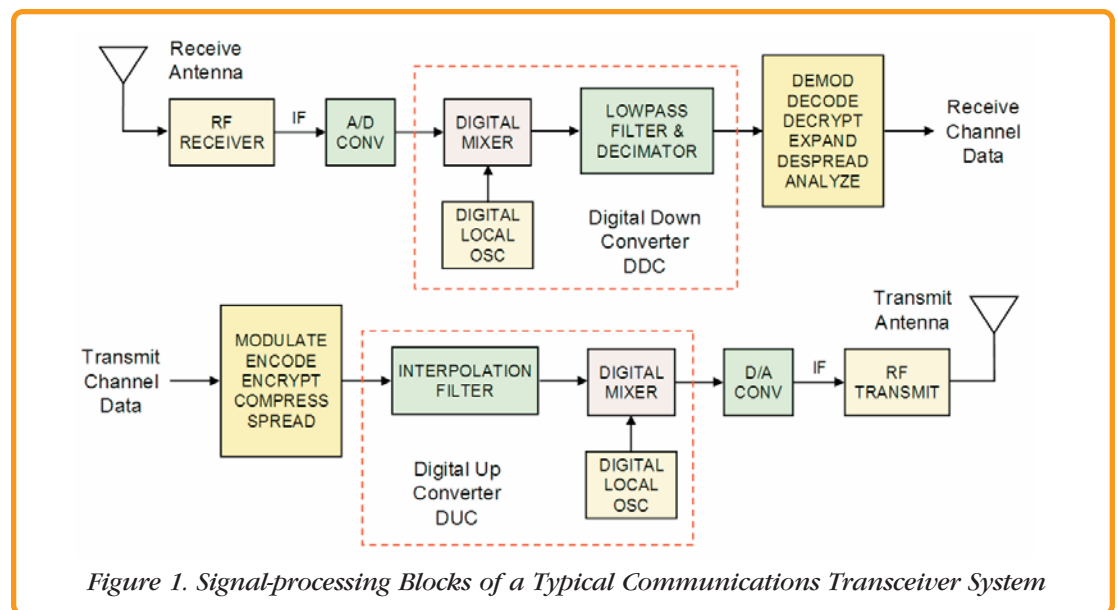 Receive
Antenna
RF
RECEIVER
IF
A/D
CONV
DIGITAL
MIXER
DIGITAL
LOCAL
OSC
LOWPASS
FILTER &
DECIMATOR
Digital Down
Converter
DDC
DEMOD
DECODE
DECRYPT
EXPAND
DESPREAD
ANALYZE
Receive
Channel
Data
Transmit
Channel
Data
MODULATE
ENCODE
ENCRYPT
COMPRESS
SPREAD
INTERPOLATION
FILTER
Digital Up
Converter
DUC
DIGITAL
MIXER
DIGITAL
LOCAL
OSC
D/A
CONV
IF
RF
TRANSMIT
Transmit
Antenna
Figure 1. Signal-processing Blocks of a Typical Communications Transceiver System